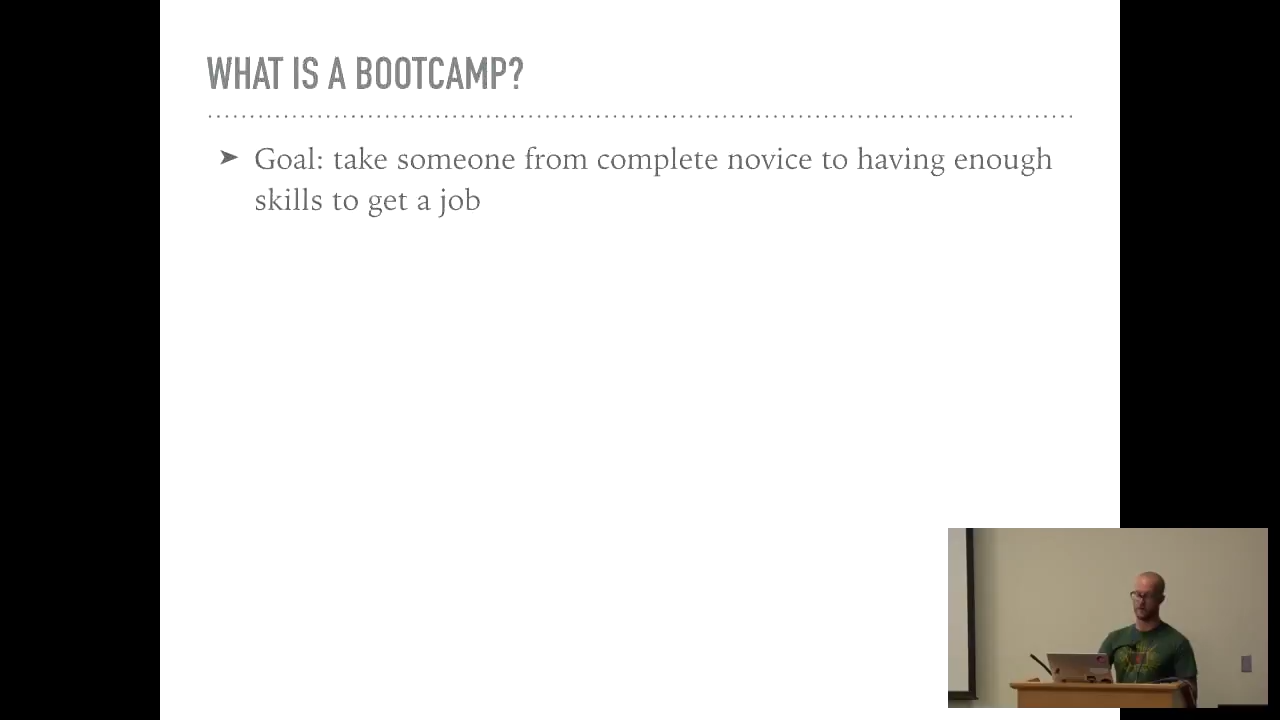 WHAT IS A BOOTCAMP?
➤ Goal: take someone from complete novice to having enough
skills to get a job